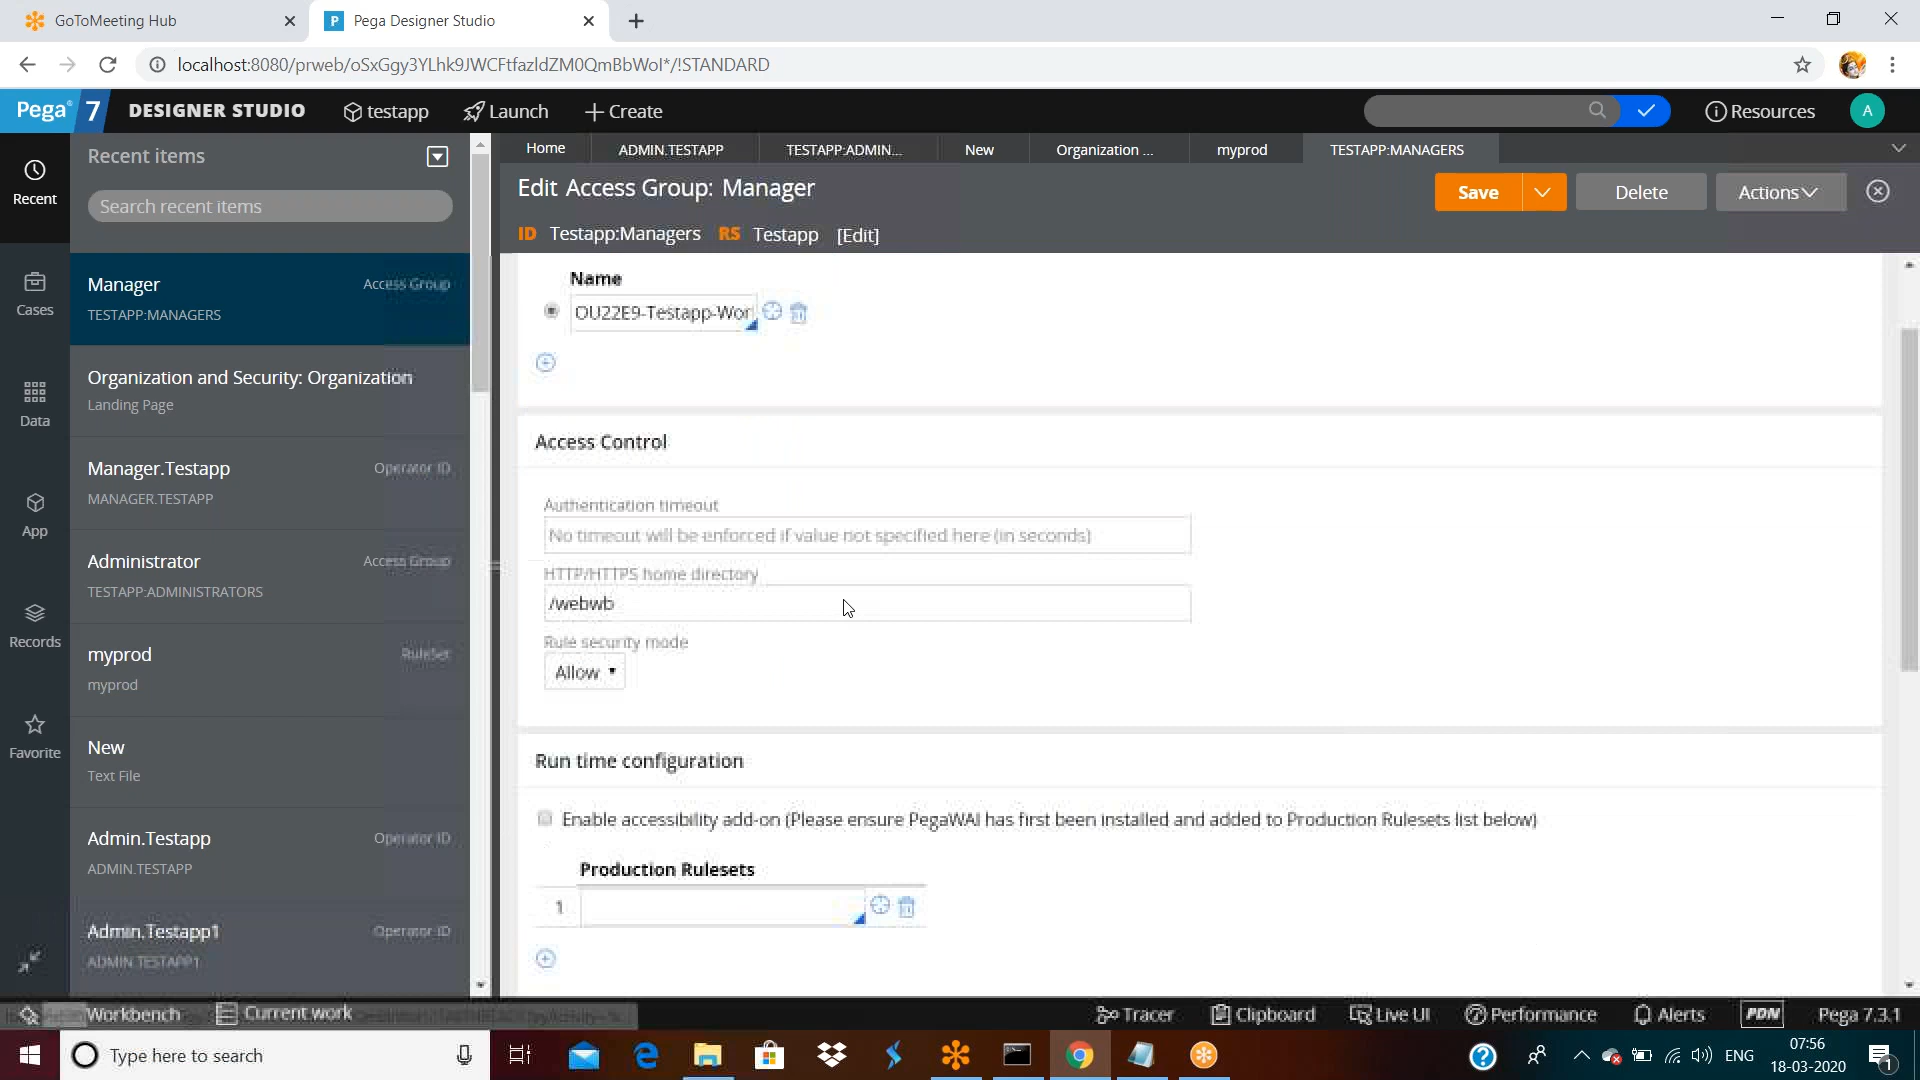 GoToMeeting Hub
Pega Designer Studio
localhost:8080/prweb/oSxGgy3YLhk9JWCFtfazldZM0QmBbWoI*/!STANDARD
Pega 7 DESIGNER STUDIO testapp Launch Create Resources A
Recent items
Search recent items
Recent
Cases
Data
App
Records
Favorite
Manager Access Group
TESTAPP:MANAGERS
Organization and Security: Organization
Landing Page
Manager.Testapp Operator ID
MANAGER.TESTAPP
Administrator Access Group
TESTAPP:ADMINISTRATORS
myprod RuleSet
myprod
New
Text File
Admin.Testapp Operator ID
ADMIN.TESTAPP
Admin.Testapp1 Operator ID
ADMIN.TESTAPP1
Home ADMIN.TESTAPP TESTAPP:ADMIN... New Organization ... myprod TESTAPP:MANAGERS
Edit Access Group: Manager
Save Delete Actions
ID Testapp:Managers RS Testapp [Edit]
Name
OU22E9-Testapp-Wor
Access Control
Authentication timeout
No timeout will be enforced if value not specified here (in seconds)
HTTP/HTTPS home directory
/webwb
Rule security mode
Allow
Run time configuration
Enable accessibility add-on (Please ensure PegaWAI has first been installed and added to Production Rulesets list below)
Production Rulesets
1
Workbench Current work
Tracer Clipboard Live UI Performance Alerts PDN Pega 7.3.1
Type here to search
ENG
07:56
18-03-2020
1